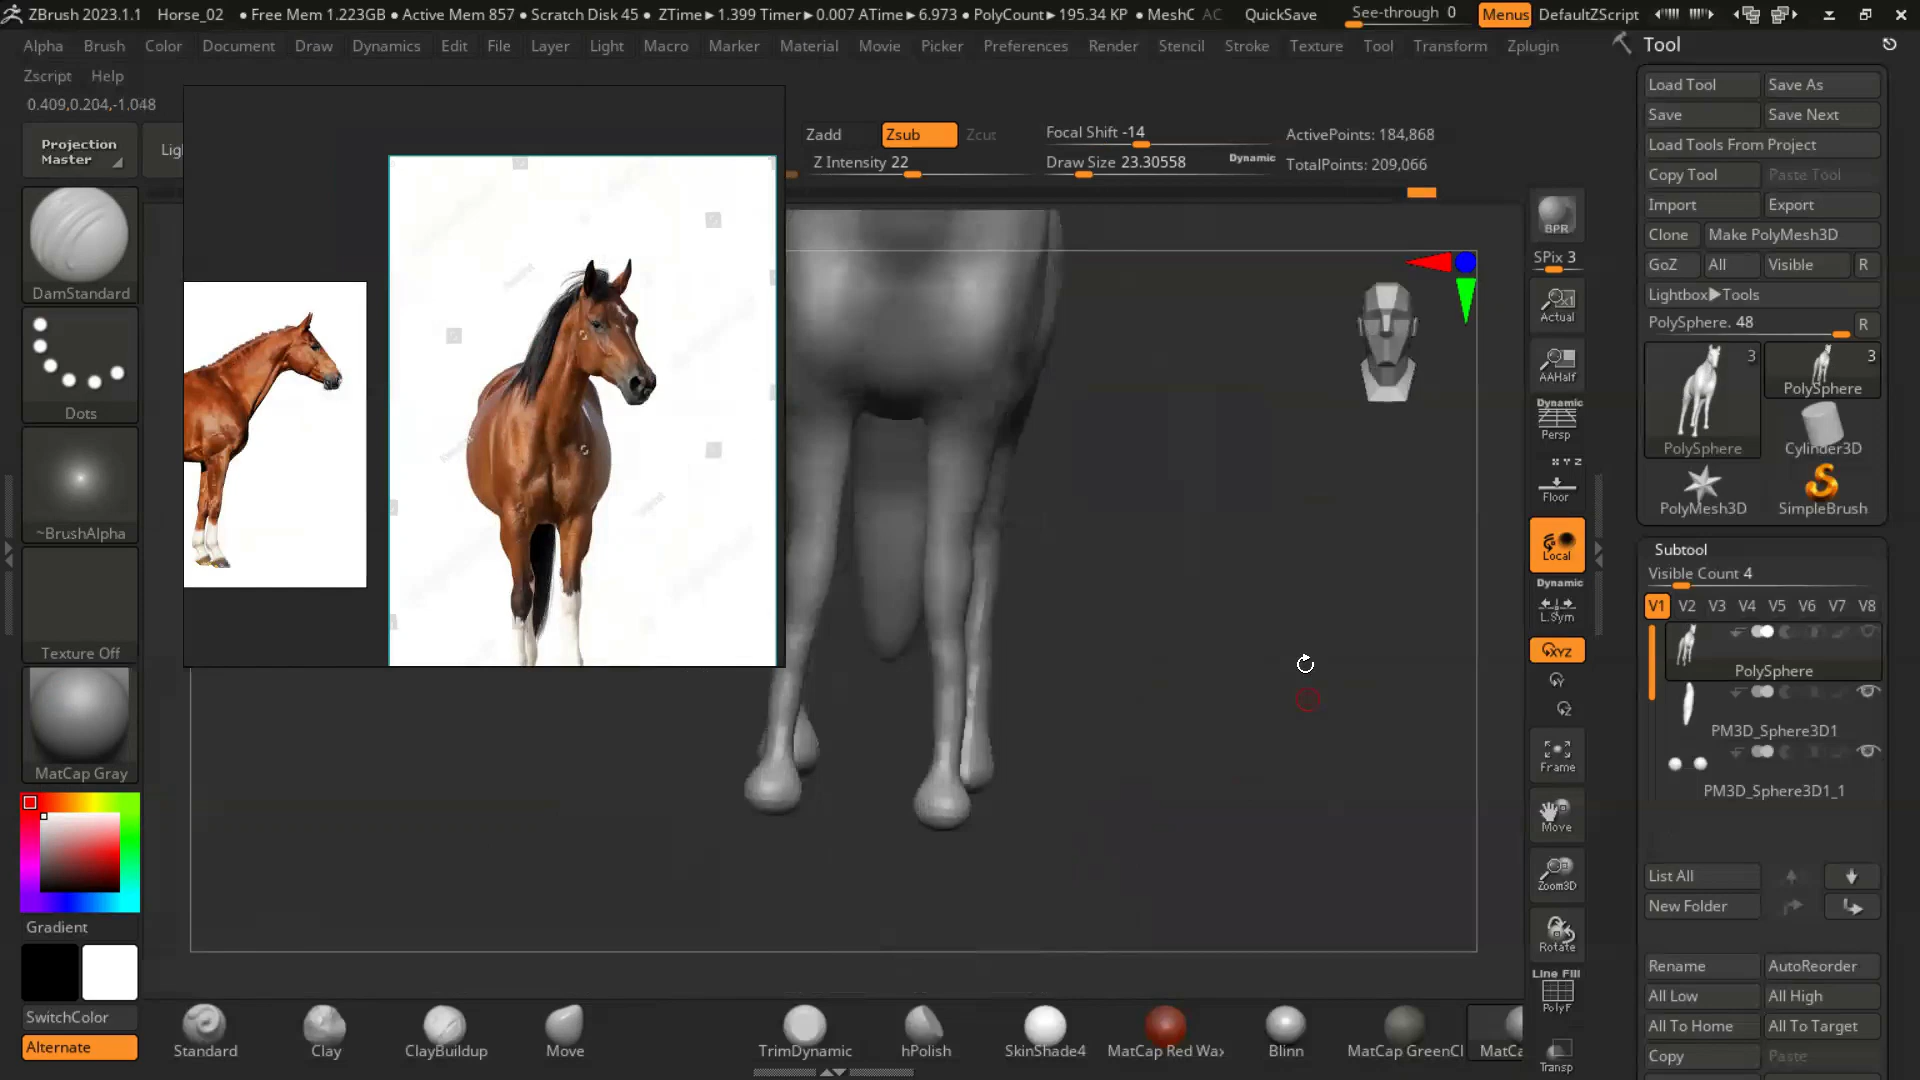 ZBrush 2023.1.1 Horse_02 ● Free Mem 1.223GB ● Active Mem 857 ● Scratch Disk 45 ● ZTime►1.399 Timer►0.007 ATime►6.973 ● PolyCount►195.34 KP ● MeshC AC QuickSave See-through 0 Menus DefaultZScript
Alpha Brush Color Document Draw Dynamics Edit File Layer Light Macro Marker Material Movie Picker Preferences Render Stencil Stroke Texture Tool Transform Zplugin
Zscript Help
0.409,0.204,-1.048
Projection Master
Lig
Zadd Zsub Zcut
Z Intensity 22
Focal Shift -14
Draw Size 23.30558 Dynamic
ActivePoints: 184,868
TotalPoints: 209,066
DamStandard
Dots
~BrushAlpha
Texture Off
MatCap Gray
Gradient
SwitchColor
Alternate
BPR
SPix 3
Actual
AAHalf
Dynamic
Persp
X Y Z
Floor
Local
Dynamic
L.Sym
XYZ
Y
Z
Frame
Move
Zoom3D
Rotate
Line Fill
PolyF
Transp
Standard Clay ClayBuildup Move TrimDynamic hPolish SkinShade4 MatCap Red Wax Blinn MatCap GreenCl MatCa
Tool
Load Tool Save As
Save Save Next
Load Tools From Project
Copy Tool Paste Tool
Import Export
Clone Make PolyMesh3D
GoZ All Visible R
Lightbox►Tools
PolySphere. 48 R
3 3
PolySphere
PolySphere Cylinder3D
PolyMesh3D SimpleBrush
Subtool
Visible Count 4
V1 V2 V3 V4 V5 V6 V7 V8
PolySphere
PM3D_Sphere3D1
PM3D_Sphere3D1_1
List All
New Folder
Rename AutoReorder
All Low All High
All To Home All To Target
Copy Paste